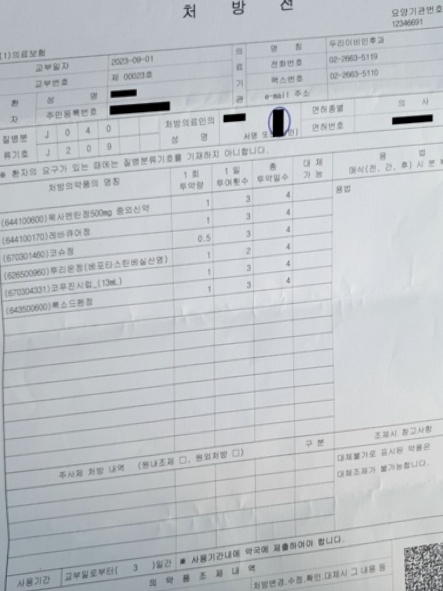 처 방 전
요양기관번호
12346691
(1)의료보험
교부일자 2023-09-01
교부번호 제 00023호
의료기관
명 칭 두리이비인후과
전화번호 02-2663-5119
팩스번호 02-2663-5110
e-mail 주소
환자
성 명
주민등록번호
질병분류기호
J 0 4 0
J 2 0 9
처방의료인의 성 명
서명 또
면허종별 의 사
면허번호
※ 환자의 요구가 있는 때에는 질병분류기호를 기재하지 아니합니다.
처방의약품의 명칭 1 회 투약량 1 일 투여횟수 총 투약일수 대 체 가 능 용 법
(644100600)목사멘틴정500mg 중외신약 1 3 4
(644100170)레바큐어정 1 3 4
(670301460)코슈정 0.5 3 4
(626500960)투리온정(베포타스틴베실산염) 1 2 4
(670304331)코푸진시럽_(13mL) 1 3 4
(643500600)록소드펜정 1 3 4
용법
주사제 처방 내역 (원내조제 □, 원외처방 □) 구 분 조제시 참고사항
대체불가로 표시된 약품은
대체조제가 불가능합니다.
사용기간 교부일로부터( 3 )일간 ※ 사용기간내에 약국에 제출하여야 합니다.
의 약 품 조 제 내 역
처방변경,수정,확인,대체시 그 내용 등